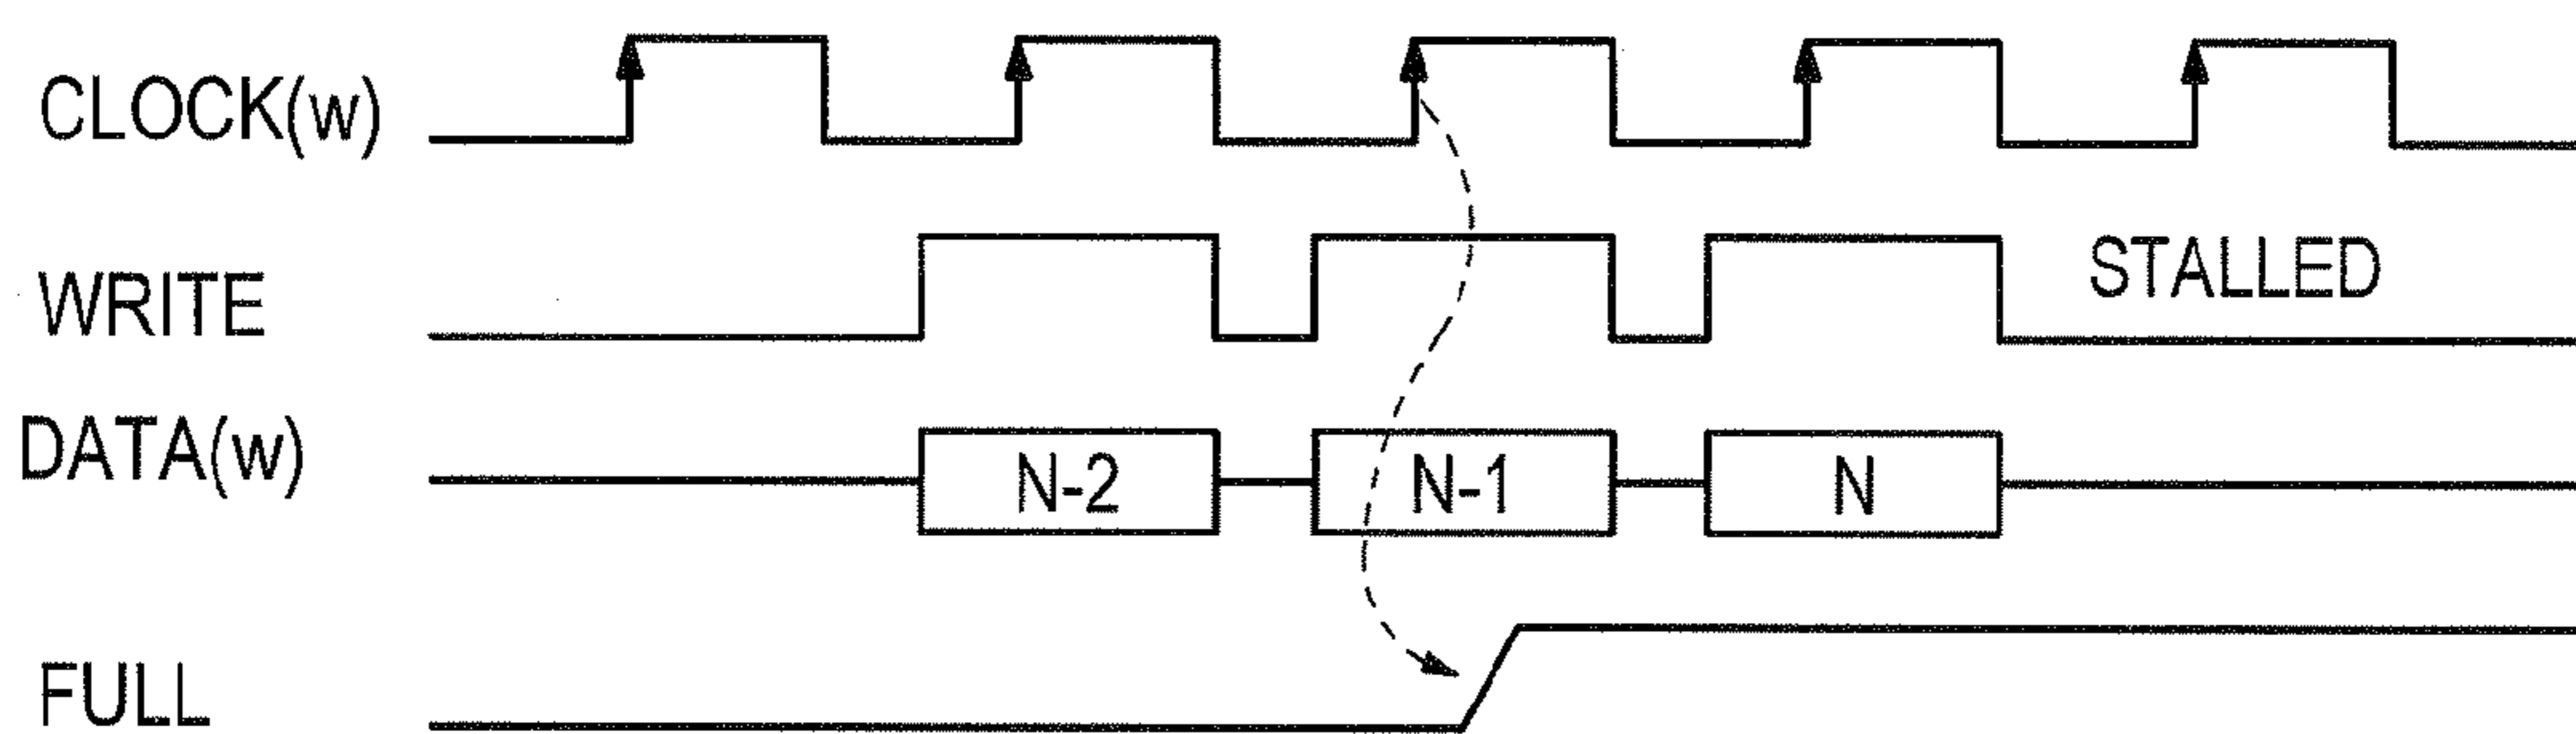 CLOCK(w)
WRITE STALLED
DATA(w) N-2 N-1 N
FULL